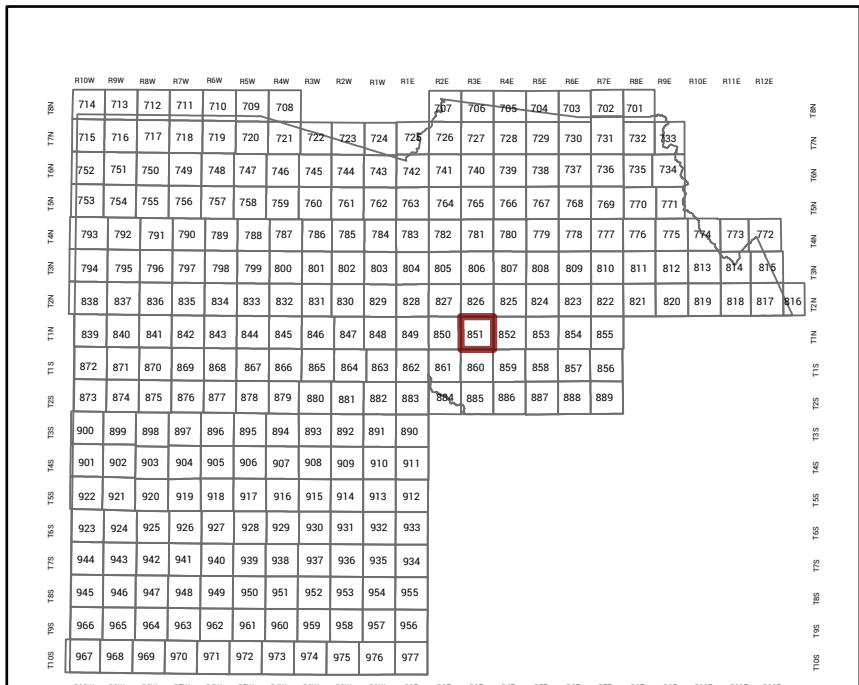 R10W R9W R8W R7W R6W R5W R4W R3W R2W R1W R1E R2E R3E R4E R5E R6E R7E R8E R9E R10E R11E R12E
T8N 714 713 712 711 710 709 708 707 706 705 704 703 702 701 T8N
T7N 715 716 717 718 719 720 721 722 723 724 725 726 727 728 729 730 731 732 733 T7N
T6N 752 751 750 749 748 747 746 745 744 743 742 741 740 739 738 737 736 735 734 T6N
T5N 753 754 755 756 757 758 759 760 761 762 763 764 765 766 767 768 769 770 771 T5N
T4N 793 792 791 790 789 788 787 786 785 784 783 782 781 780 779 778 777 776 775 774 773 772 T4N
T3N 794 795 796 797 798 799 800 801 802 803 804 805 806 807 808 809 810 811 812 813 814 815 T3N
T2N 838 837 836 835 834 833 832 831 830 829 828 827 826 825 824 823 822 821 820 819 818 817 816 T2N
T1N 839 840 841 842 843 844 845 846 847 848 849 850 851 852 853 854 855 T1N
T1S 872 871 870 869 868 867 866 865 864 863 862 861 860 859 858 857 856 T1S
T2S 873 874 875 876 877 878 879 880 881 882 883 884 885 886 887 888 889 T2S
T3S 900 899 898 897 896 895 894 893 892 891 890 T3S
T4S 901 902 903 904 905 906 907 908 909 910 911 T4S
T5S 922 921 920 919 918 917 916 915 914 913 912 T5S
T6S 923 924 925 926 927 928 929 930 931 932 933 T6S
T7S 944 943 942 941 940 939 938 937 936 935 934 T7S
T8S 945 946 947 948 949 950 951 952 953 954 955 T8S
T9S 966 965 964 963 962 961 960 959 958 957 956 T9S
T10S 967 968 969 970 971 972 973 974 975 976 977 T10S